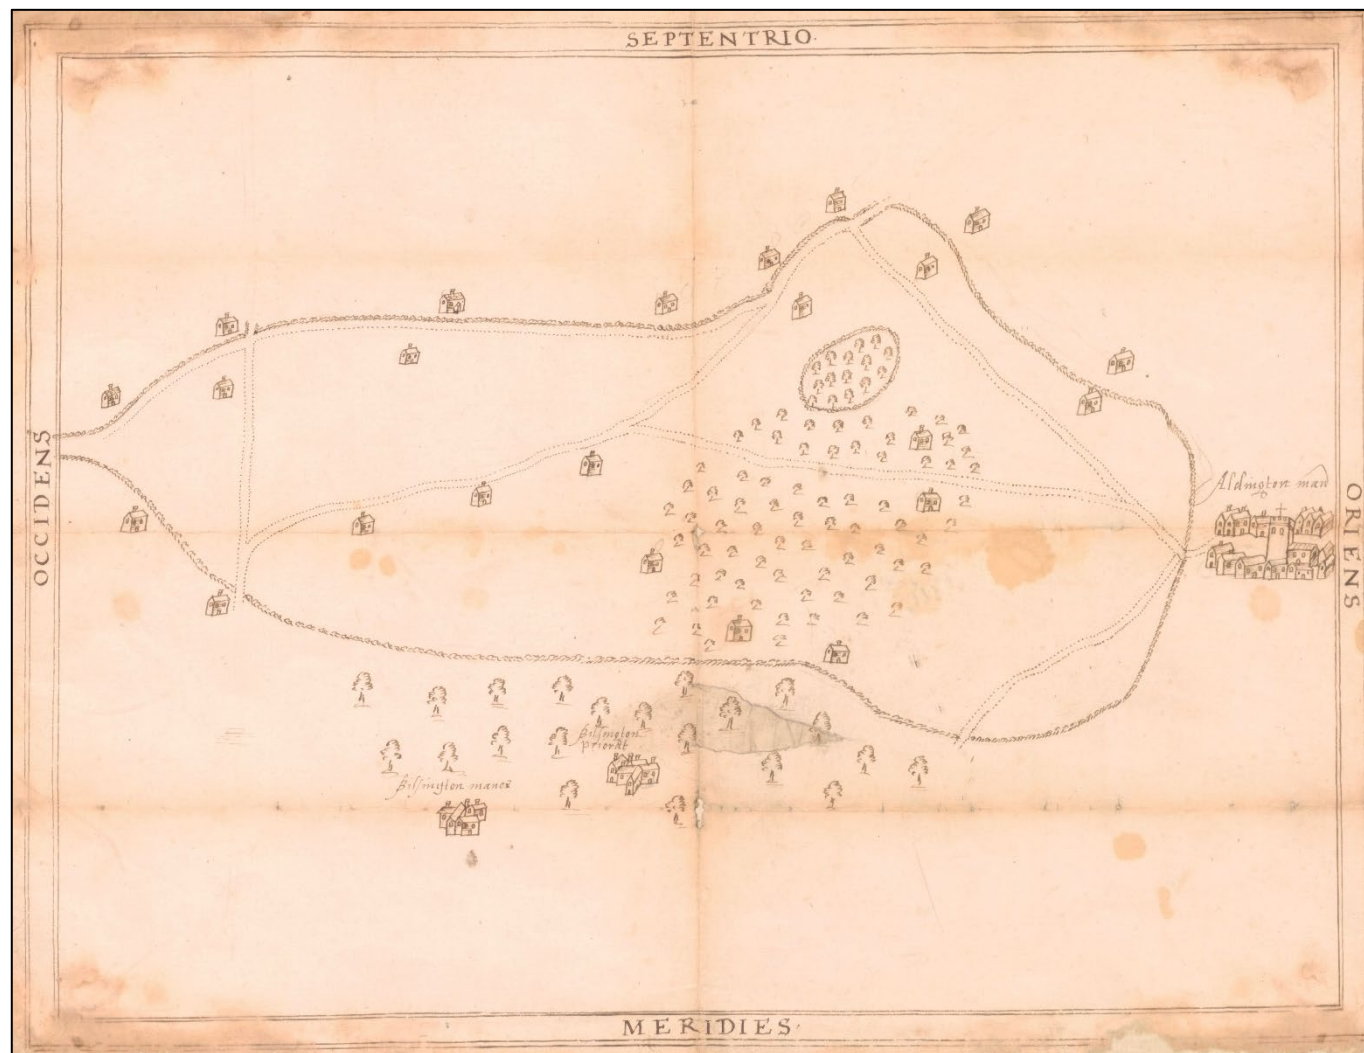 SEPTENTRIO.
OCCIDENS
ORIENS
Aldington man
Bilsington
priorat
Bilsington manor
MERIDIES.